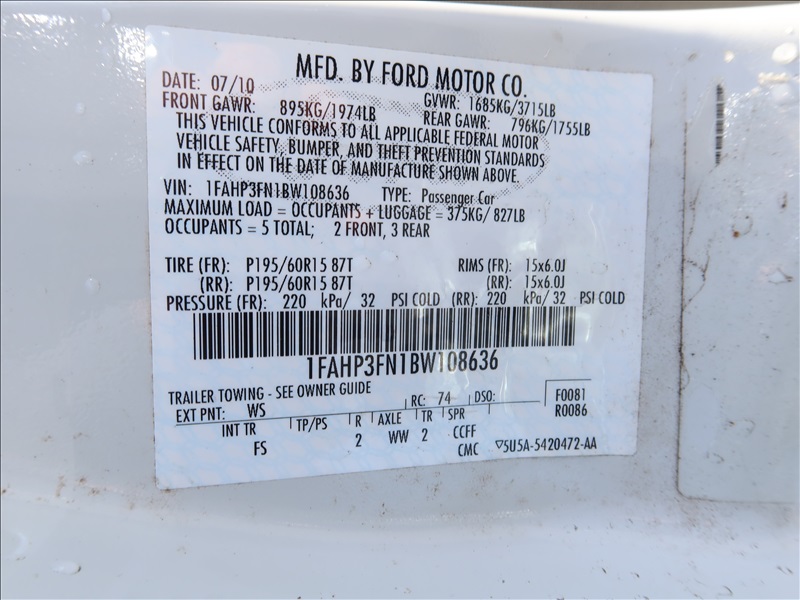 MFD. BY FORD MOTOR CO.
DATE: 07/10 GVWR: 1685KG/3715LB
FRONT GAWR: 895KG/1974LB REAR GAWR: 796KG/1755LB
THIS VEHICLE CONFORMS TO ALL APPLICABLE FEDERAL MOTOR
VEHICLE SAFETY, BUMPER, AND THEFT PREVENTION STANDARDS
IN EFFECT ON THE DATE OF MANUFACTURE SHOWN ABOVE.
VIN: 1FAHP3FN1BW108636 TYPE: Passenger Car
MAXIMUM LOAD = OCCUPANTS + LUGGAGE = 375KG/ 827LB
OCCUPANTS = 5 TOTAL; 2 FRONT, 3 REAR
TIRE (FR): P195/60R15 87T RIMS (FR): 15x6.0J
(RR): P195/60R15 87T (RR): 15x6.0J
PRESSURE (FR): 220 kPa/ 32 PSI COLD (RR): 220 kPa/ 32 PSI COLD
1FAHP3FN1BW108636
TRAILER TOWING - SEE OWNER GUIDE
EXT PNT: WS RC: 74 DSO: F0081
R0086
INT TR TP/PS R AXLE TR SPR
FS 2 WW 2 CCFF
CMC ▽5U5A-5420472-AA